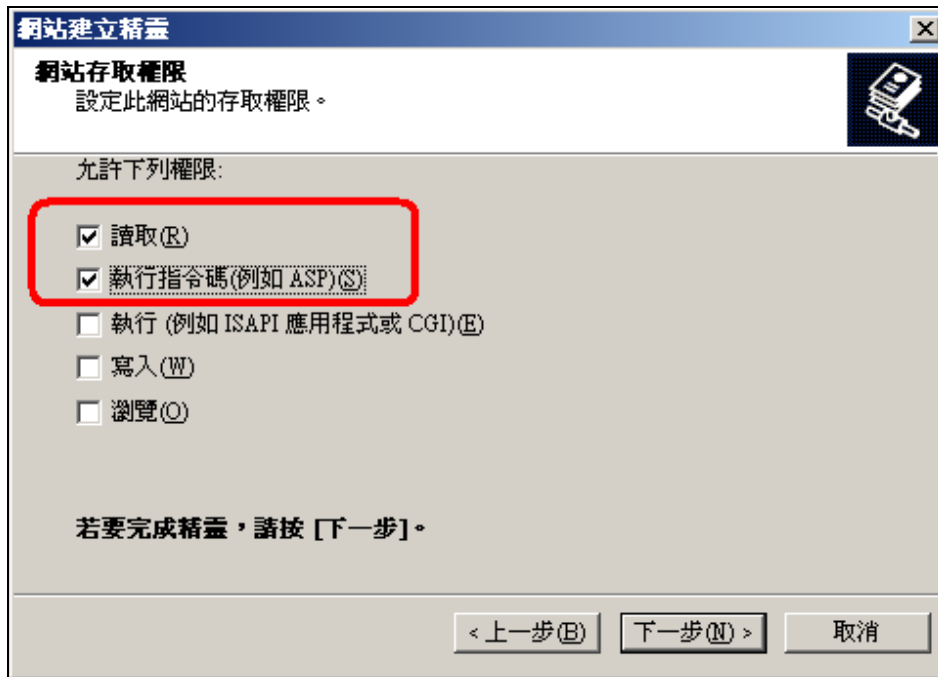 網站建立精靈
網站存取權限
設定此網站的存取權限。
允許下列權限:
讀取(R)
執行指令碼(例如 ASP)(S)
執行 (例如 ISAPI 應用程式或 CGI)(E)
寫入(W)
瀏覽(O)
若要完成精靈，請按 [下一步]。
< 上一步(B) 下一步(N) > 取消